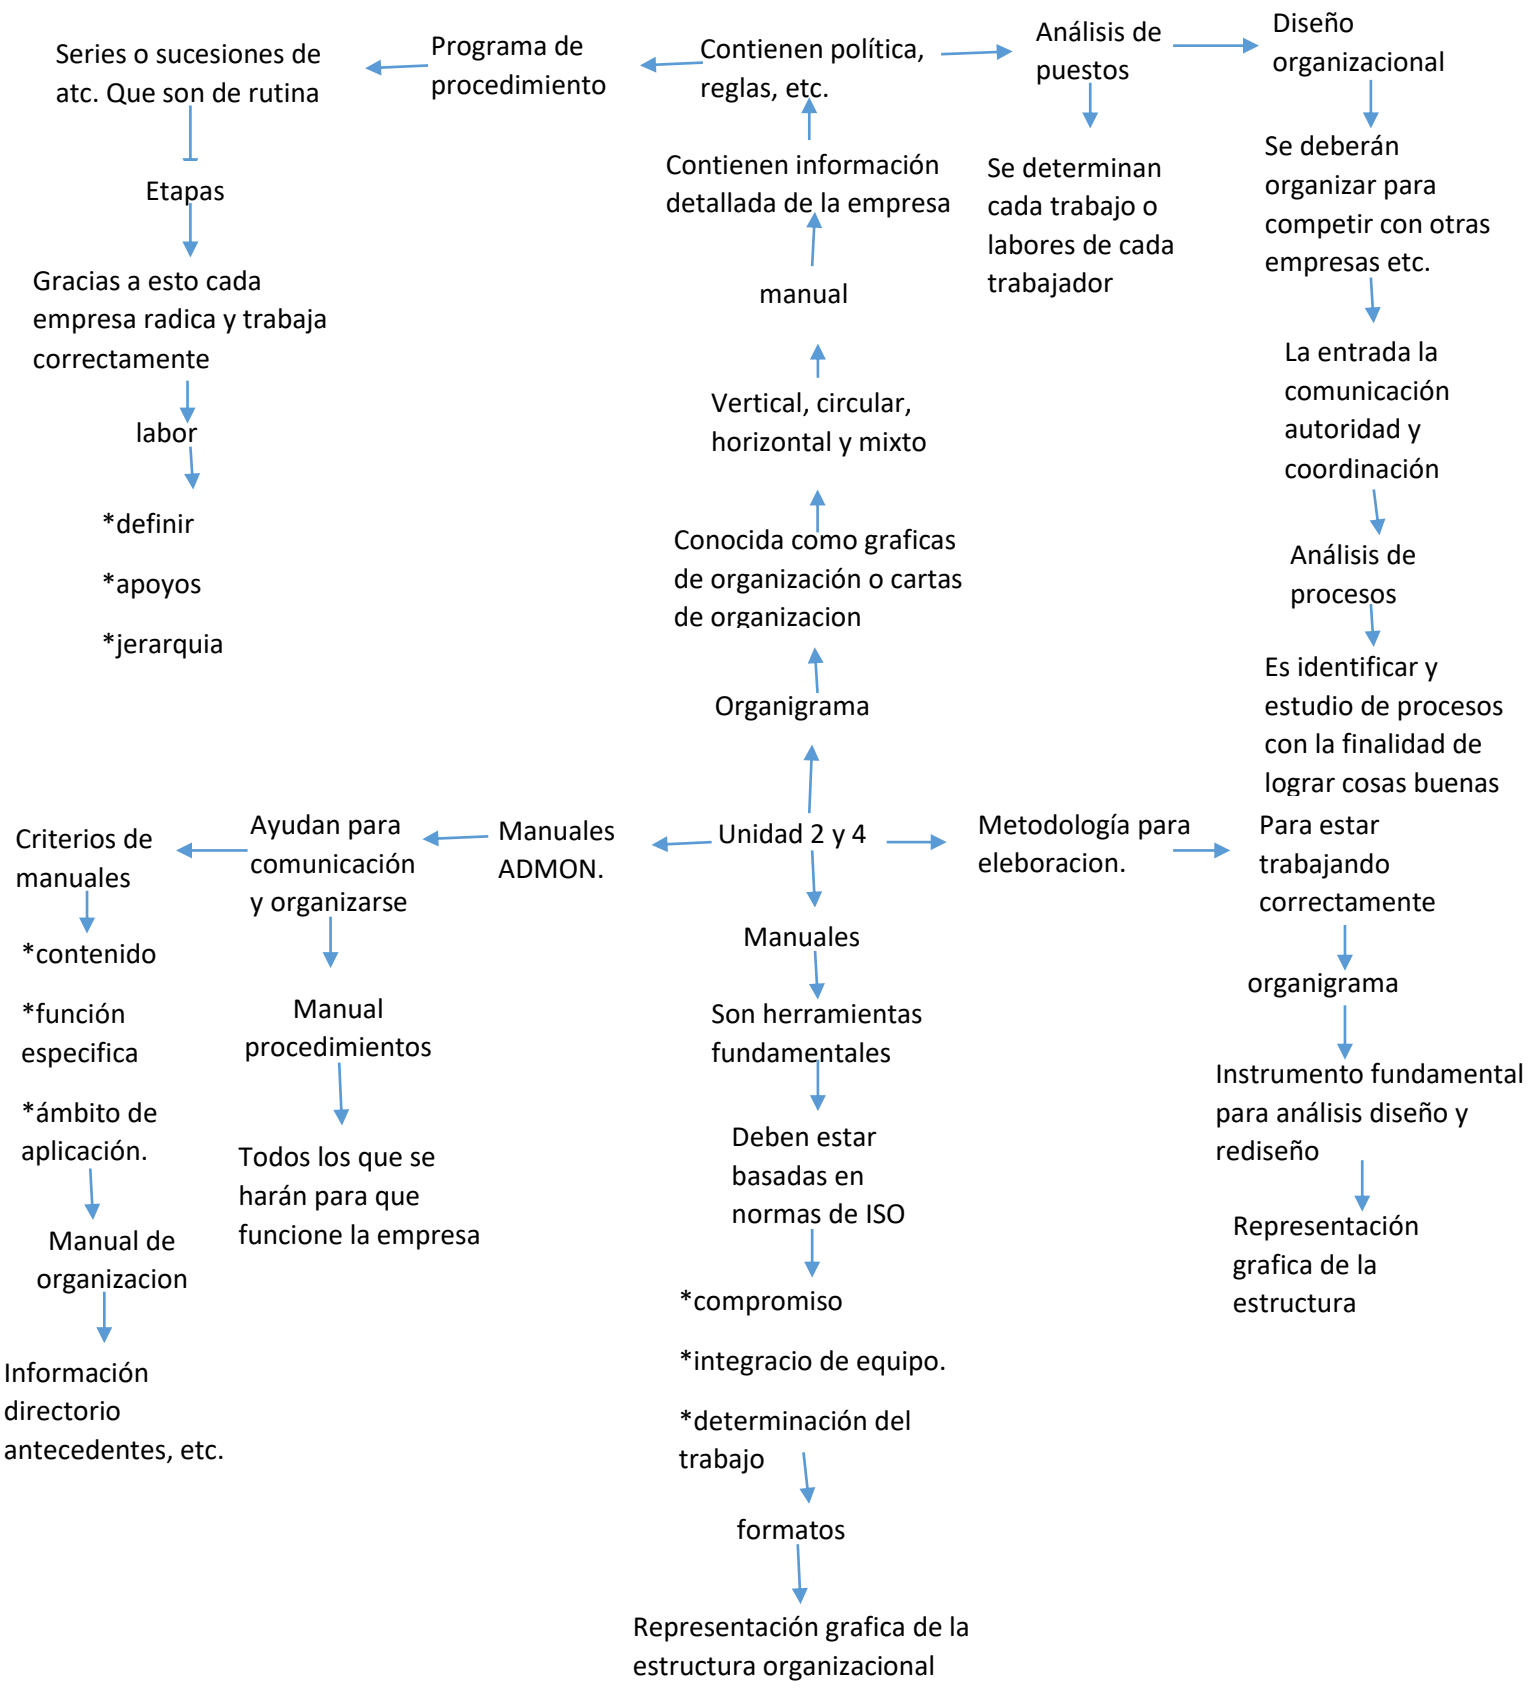 Series o sucesiones de
atc. Que son de rutina
Programa de
procedimiento
Contienen política,
reglas, etc.
Análisis de
puestos
Diseño
organizacional
Etapas
Gracias a esto cada
empresa radica y trabaja
correctamente
labor
*definir
*apoyos
*jerarquia
Contienen información
detallada de la empresa
manual
Vertical, circular,
horizontal y mixto
Conocida como graficas
de organización o cartas
de organizacion
Organigrama
Se determinan
cada trabajo o
labores de cada
trabajador
Se deberán
organizar para
competir con otras
empresas etc.
La entrada la
comunicación
autoridad y
coordinación
Análisis de
procesos
Es identificar y
estudio de procesos
con la finalidad de
lograr cosas buenas
Criterios de
manuales
Ayudan para
comunicación
y organizarse
Manuales
ADMON.
Unidad 2 y 4
Metodología para
eleboracion.
Para estar
trabajando
correctamente
*contenido
*función
especifica
*ámbito de
aplicación.
Manual de
organizacion
Información
directorio
antecedentes, etc.
Manual
procedimientos
Todos los que se
harán para que
funcione la empresa
Manuales
Son herramientas
fundamentales
Deben estar
basadas en
normas de ISO
*compromiso
*integracio de equipo.
*determinación del
trabajo
formatos
Representación grafica de la
estructura organizacional
organigrama
Instrumento fundamental
para análisis diseño y
rediseño
Representación
grafica de la
estructura